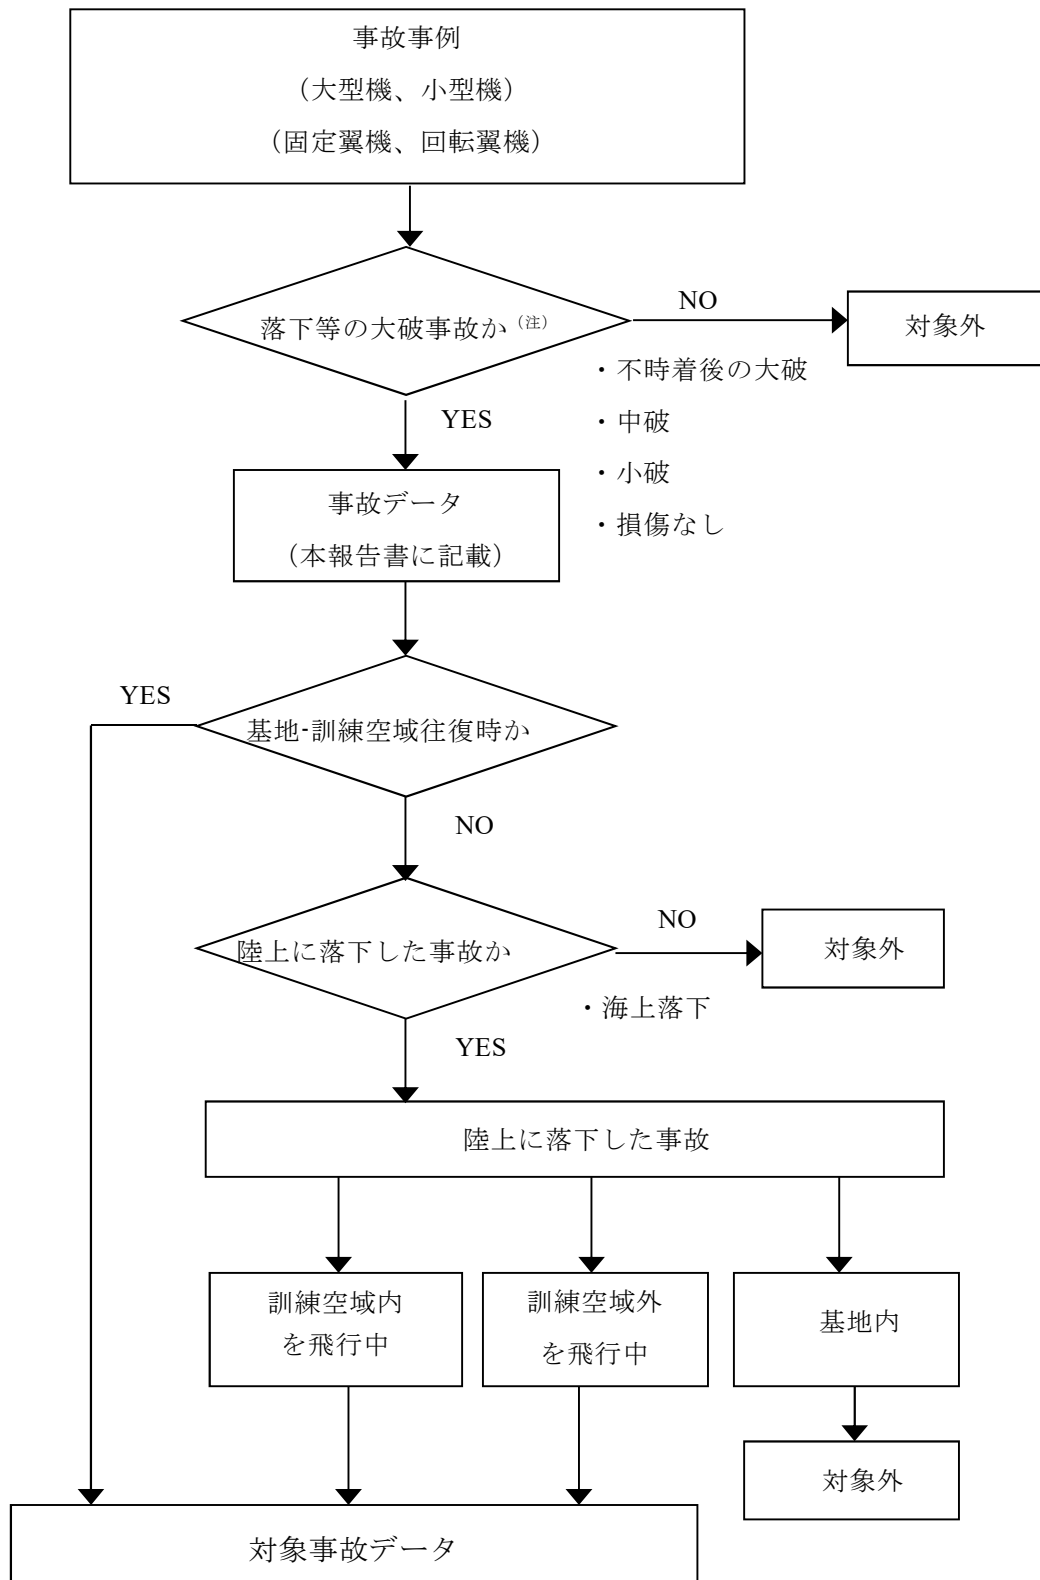 事故事例
（大型機、小型機）
（固定翼機、回転翼機）
落下等の大破事故か（注）
NO
対象外
・不時着後の大破
・中破
・小破
・損傷なし
YES
事故データ
（本報告書に記載）
YES
基地-訓練空域往復時か
NO
陸上に落下した事故か
NO
対象外
・海上落下
YES
陸上に落下した事故
訓練空域内
を飛行中
訓練空域外
を飛行中
基地内
対象外
対象事故データ